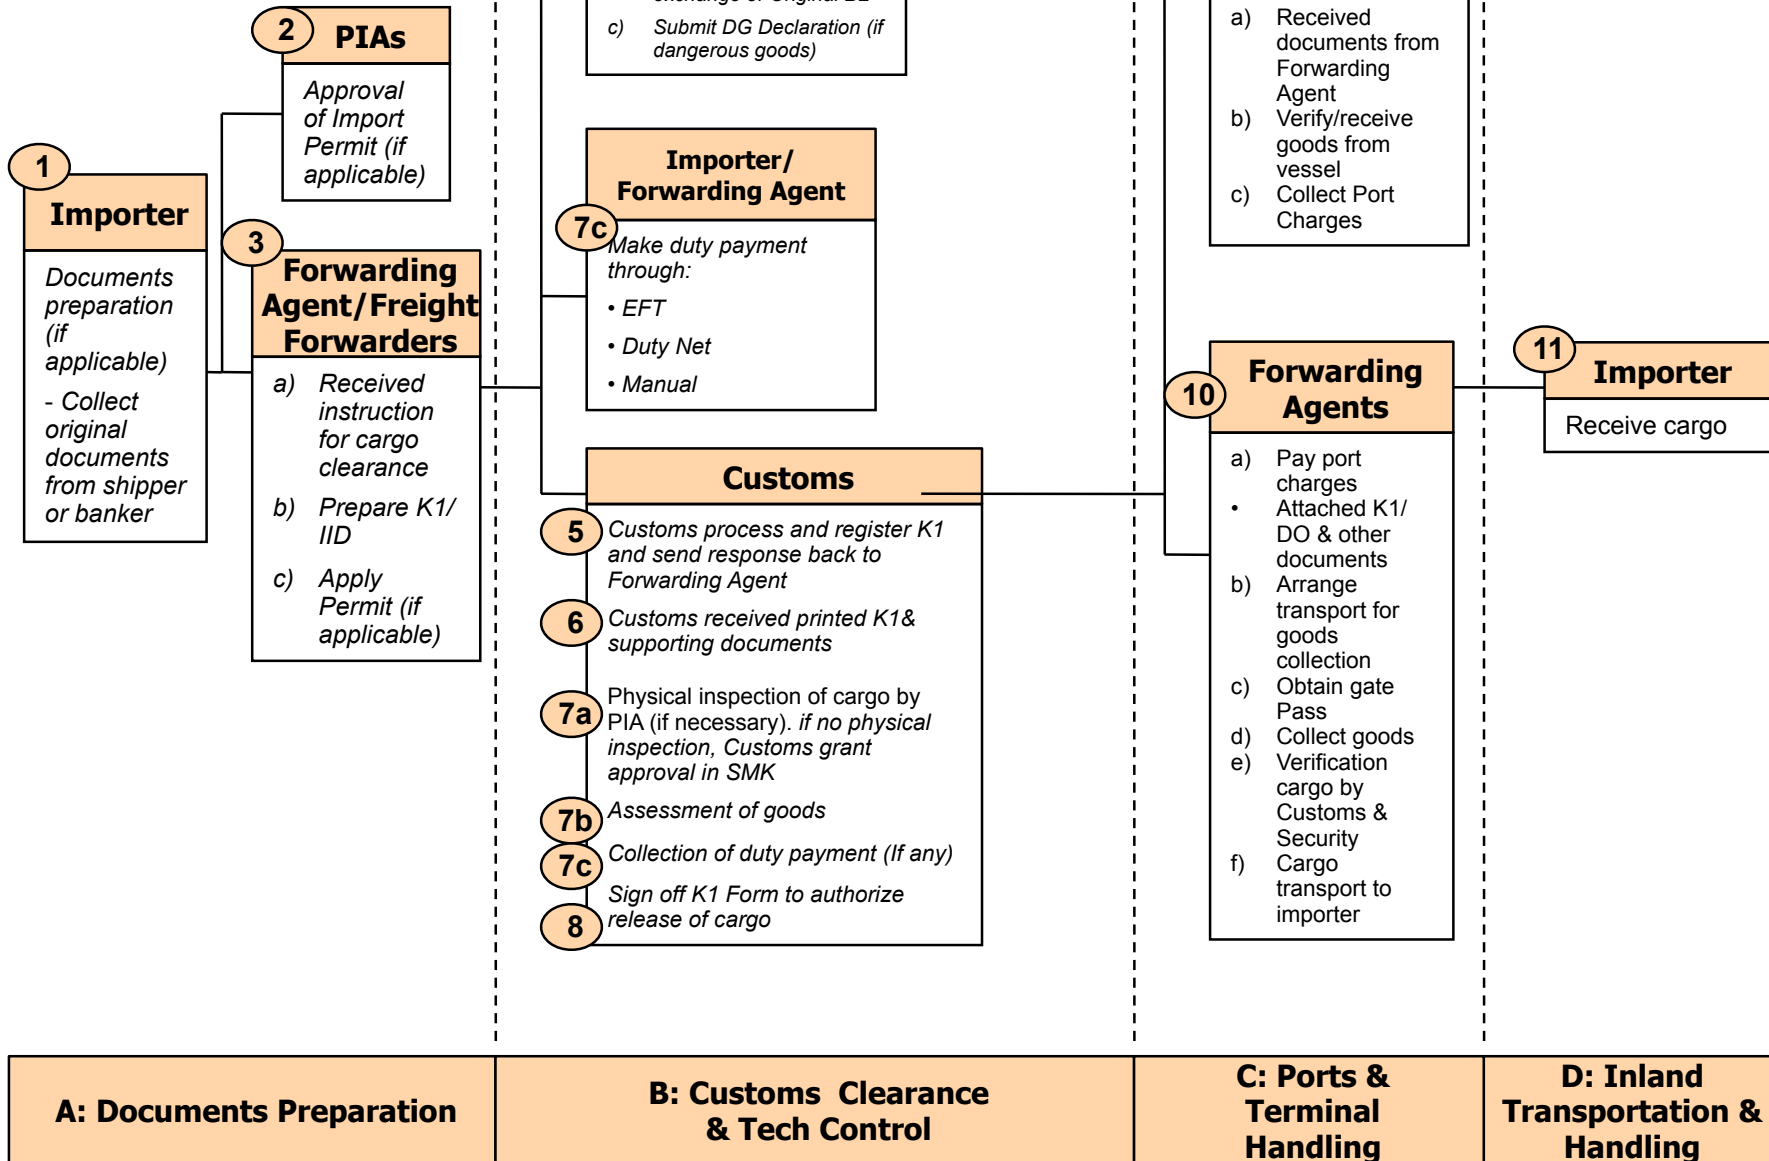 2
PIAs
Approval
of Import
Permit (if
applicable)
1
Importer
Documents
preparation
(if
applicable)
- Collect
original
documents
from shipper
or banker
3
Forwarding
Agent/Freight
Forwarders
a) Received
instruction
for cargo
clearance
b) Prepare K1/
IID
c) Apply
Permit (if
applicable)
c) Submit DG Declaration (if
dangerous goods)
Importer/
Forwarding Agent
7c
Make duty payment
through:
• EFT
• Duty Net
• Manual
Customs
5
Customs process and register K1
and send response back to
Forwarding Agent
6
Customs received printed K1&
supporting documents
7a
Physical inspection of cargo by
PIA (if necessary). if no physical
inspection, Customs grant
approval in SMK
7b
Assessment of goods
7c
Collection of duty payment (If any)
8
Sign off K1 Form to authorize
release of cargo
a) Received
documents from
Forwarding
Agent
b) Verify/receive
goods from
vessel
c) Collect Port
Charges
10
Forwarding
Agents
a) Pay port
charges
• Attached K1/
DO & other
documents
b) Arrange
transport for
goods
collection
c) Obtain gate
Pass
d) Collect goods
e) Verification
cargo by
Customs &
Security
f) Cargo
transport to
importer
11
Importer
Receive cargo
A: Documents Preparation
B: Customs Clearance
& Tech Control
C: Ports &
Terminal
Handling
D: Inland
Transportation &
Handling